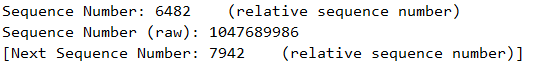 Sequence Number: 6482    (relative sequence number)
Sequence Number (raw): 1047689986
[Next Sequence Number: 7942    (relative sequence number)]